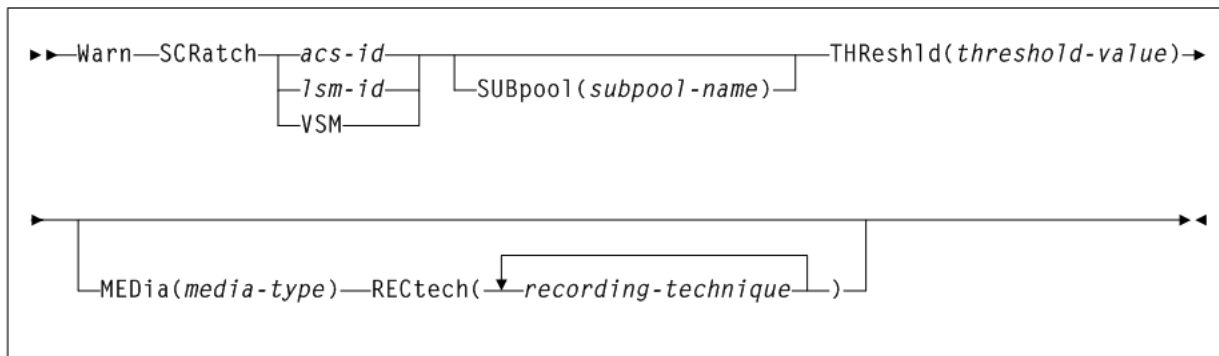 Warn SCRatch acs-id THReshld(threshold-value)
lsm-id SUBpool(subpool-name)
VSM
MEDia(media-type) RECtech( recording-technique )